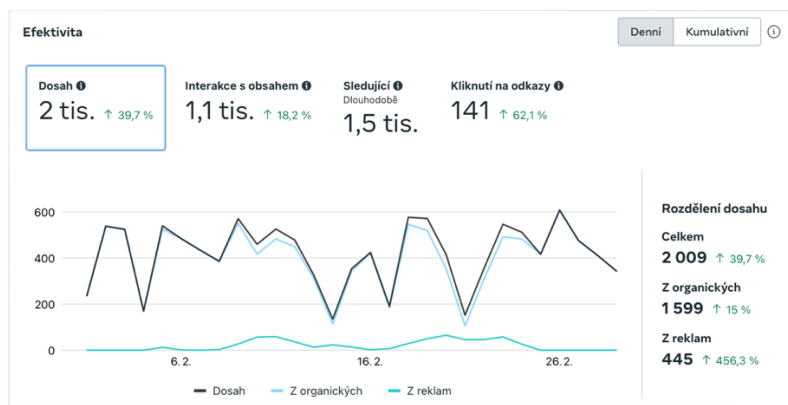 Efektivita
Denní
Kumulativní
Dosah
2 tis. ↑ 39,7 %
Interakce s obsahem
1,1 tis. ↑ 18,2 %
Sledující
Dlouhodobě
1,5 tis.
Kliknutí na odkazy
141 ↑ 62,1 %
600
400
200
0
6. 2.
16. 2.
26. 2.
Dosah
Z organických
Z reklam
Rozdělení dosahu
Celkem
2 009 ↑ 39,7 %
Z organických
1 599 ↑ 15 %
Z reklam
445 ↑ 456,3 %